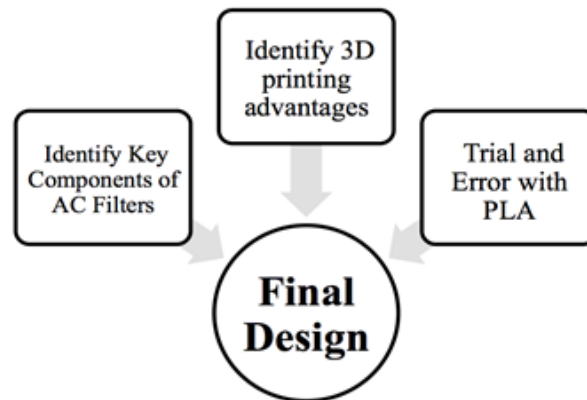 Identify 3D
printing
advantages
Identify Key
Components of
AC Filters
Trial and
Error with
PLA
Final
Design